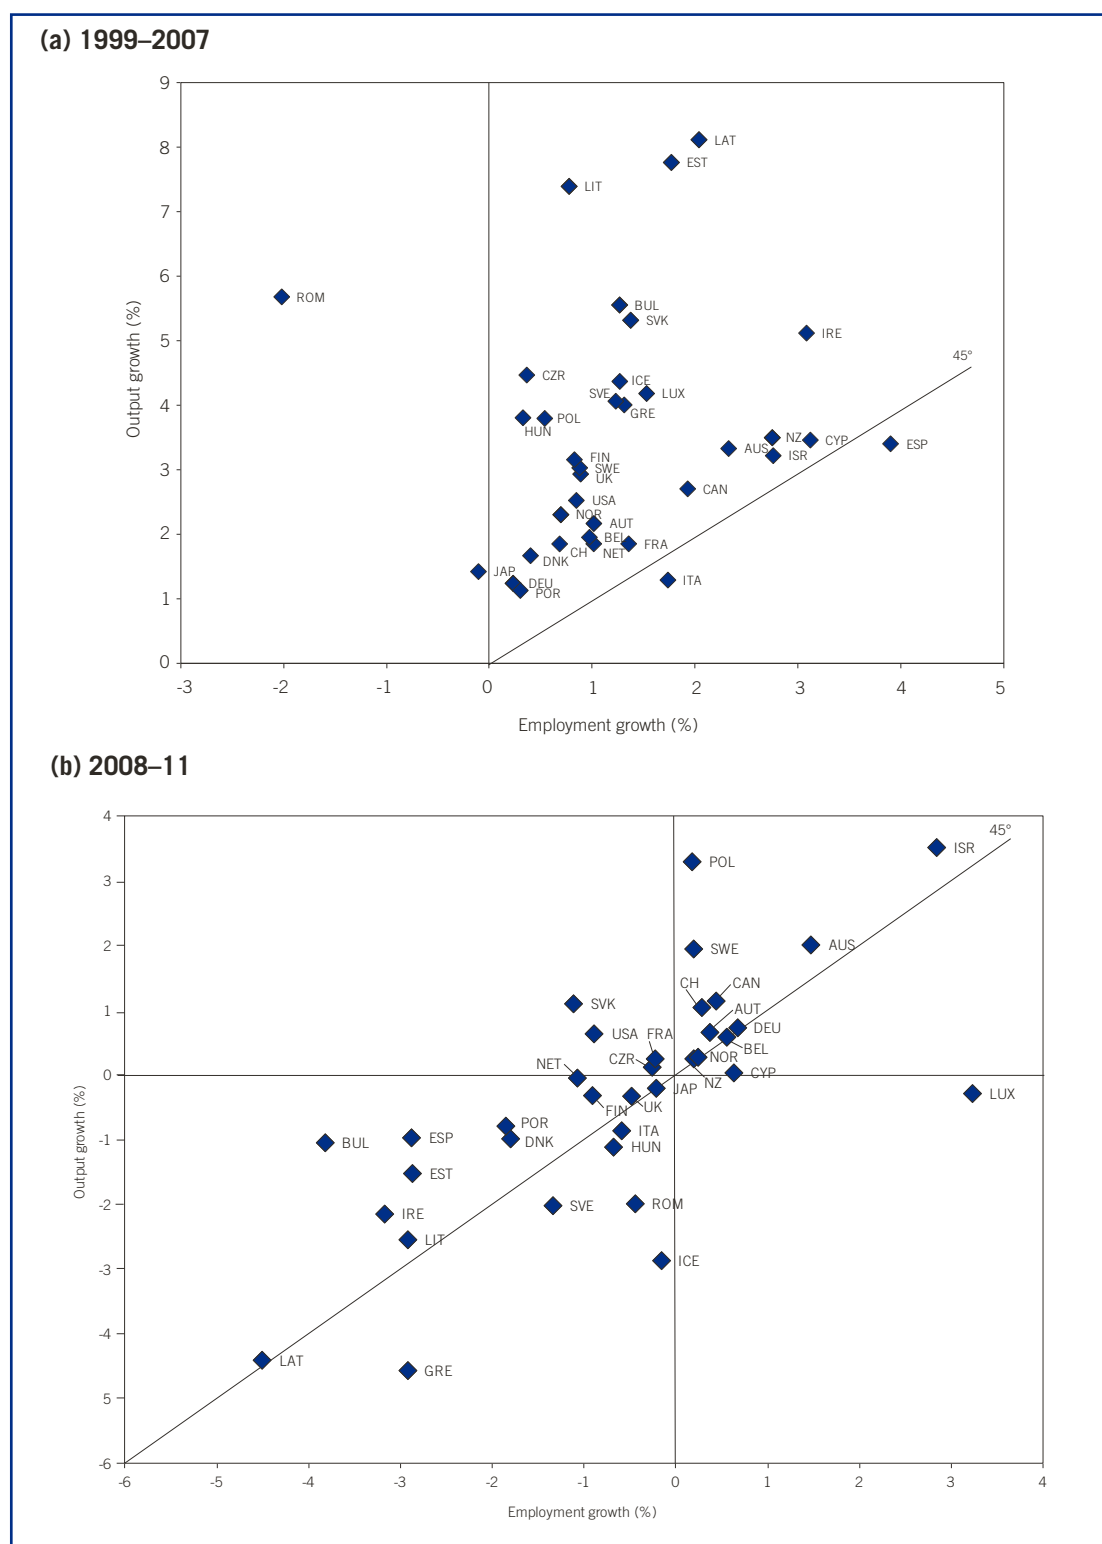 (a) 1999–2007
9
8
LAT
EST
LIT
7
6
ROM
BUL
SVK
5
IRE
45°
CZR
ICE
SVE
LUX
4
GRE
POL
HUN
NZ
CYP
ESP
AUS
ISR
FIN
3
SWE
UK
CAN
USA
NOR
AUT
2
BEL
CH
NET
FRA
DNK
JAP
DEU
ITA
POR
1
0
Output growth (%)
-3
-2
-1
0
1
2
3
4
5
Employment growth (%)
(b) 2008–11
4
45°
ISR
POL
3
2
AUS
SWE
CH
CAN
SVK
1
AUT
DEU
USA
FRA
BEL
CZR
NOR
NET
CYP
0
NZ
JAP
LUX
FIN
UK
POR
ITA
-1
BUL
ESP
DNK
HUN
EST
-2
IRE
SVE
ROM
LIT
ICE
-3
-4
LAT
GRE
5
-6
Output growth (%)
-6
-5
-4
-3
-2
-1
0
1
2
3
4
Employment growth (%)